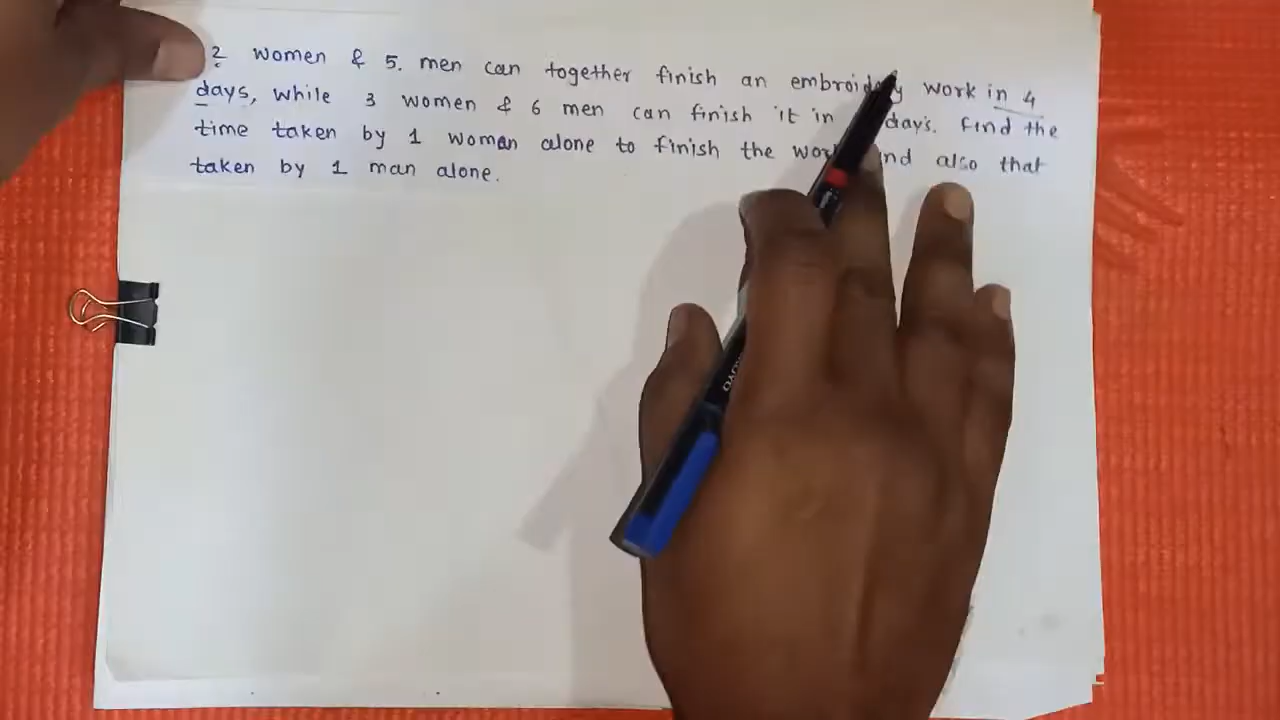 2 women & 5. men can together finish an embroidery work in 4
days, while 3 women & 6 men can finish it in days. Find the
time taken by 1 woman alone to finish the work and also that
taken by 1 man alone.